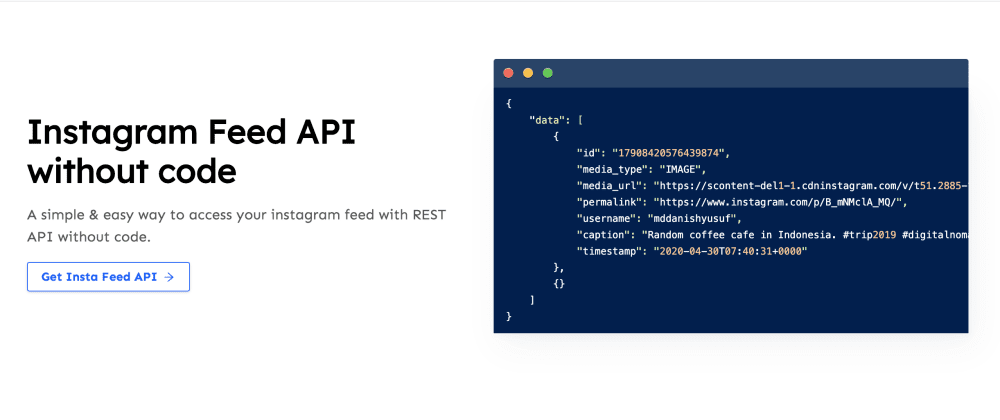 Instagram Feed API
without code
A simple & easy way to access your instagram feed with REST
API without code.
Get Insta Feed API →
{
"data": [
{
"id": "17908420576439874",
"media_type": "IMAGE",
"media_url": "https://scontent-del1-1.cdninstagram.com/v/t51.2885-
"permalink": "https://www.instagram.com/p/B_mNMclA_MQ/",
"username": "mddanishyusuf",
"caption": "Random coffee cafe in Indonesia. #trip2019 #digitalnoma
"timestamp": "2020-04-30T07:40:31+0000"
},
{}
]
}